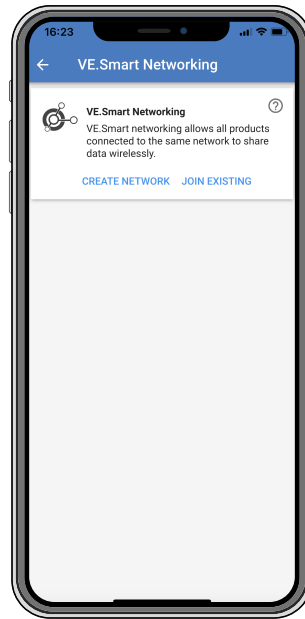 16:23
VE.Smart Networking
VE.Smart Networking
VE.Smart networking allows all products
connected to the same network to share
data wirelessly.
CREATE NETWORK JOIN EXISTING